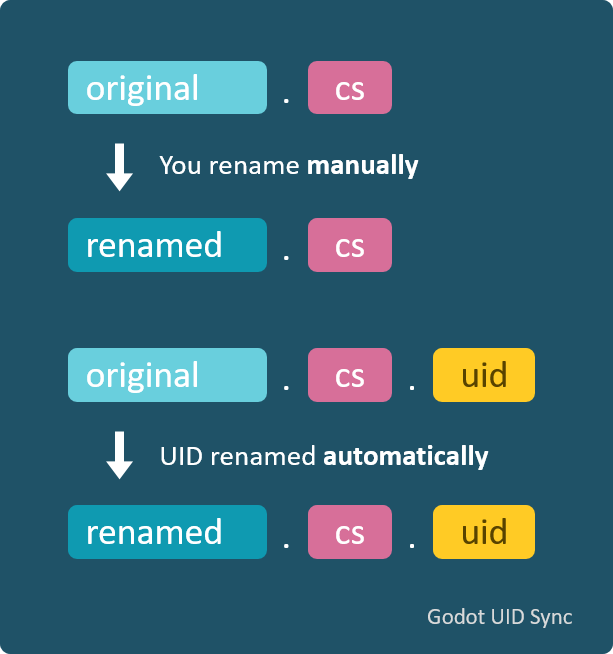 original . cs
You rename manually
renamed . cs
original . cs . uid
UID renamed automatically
renamed . cs . uid
Godot UID Sync